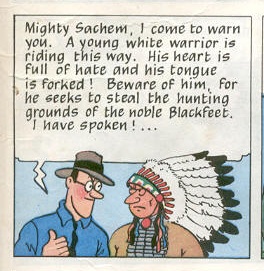 Mighty Sachem, I come to warn
you. A young white warrior is
riding this way. His heart is
full of hate and his tongue
is forked! Beware of him, for
he seeks to steal the hunting
grounds of the noble Blackfeet.
I have spoken!...